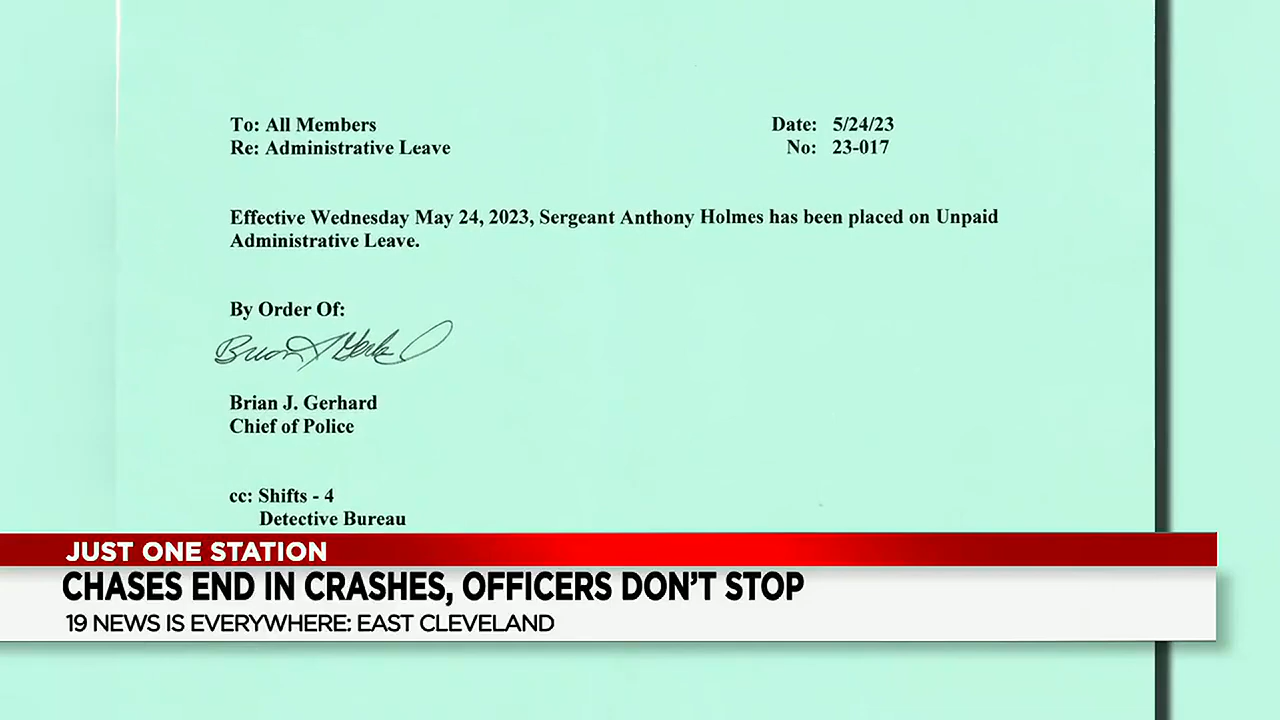 To: All Members
Date: 5/24/23
Re: Administrative Leave
No: 23-017
Effective Wednesday May 24, 2023, Sergeant Anthony Holmes has been placed on Unpaid
Administrative Leave.
By Order Of:
Brian J. Gerhard
Chief of Police
cc: Shifts - 4
Detective Bureau
JUST ONE STATION
CHASES END IN CRASHES, OFFICERS DON'T STOP
19 NEWS IS EVERYWHERE: EAST CLEVELAND